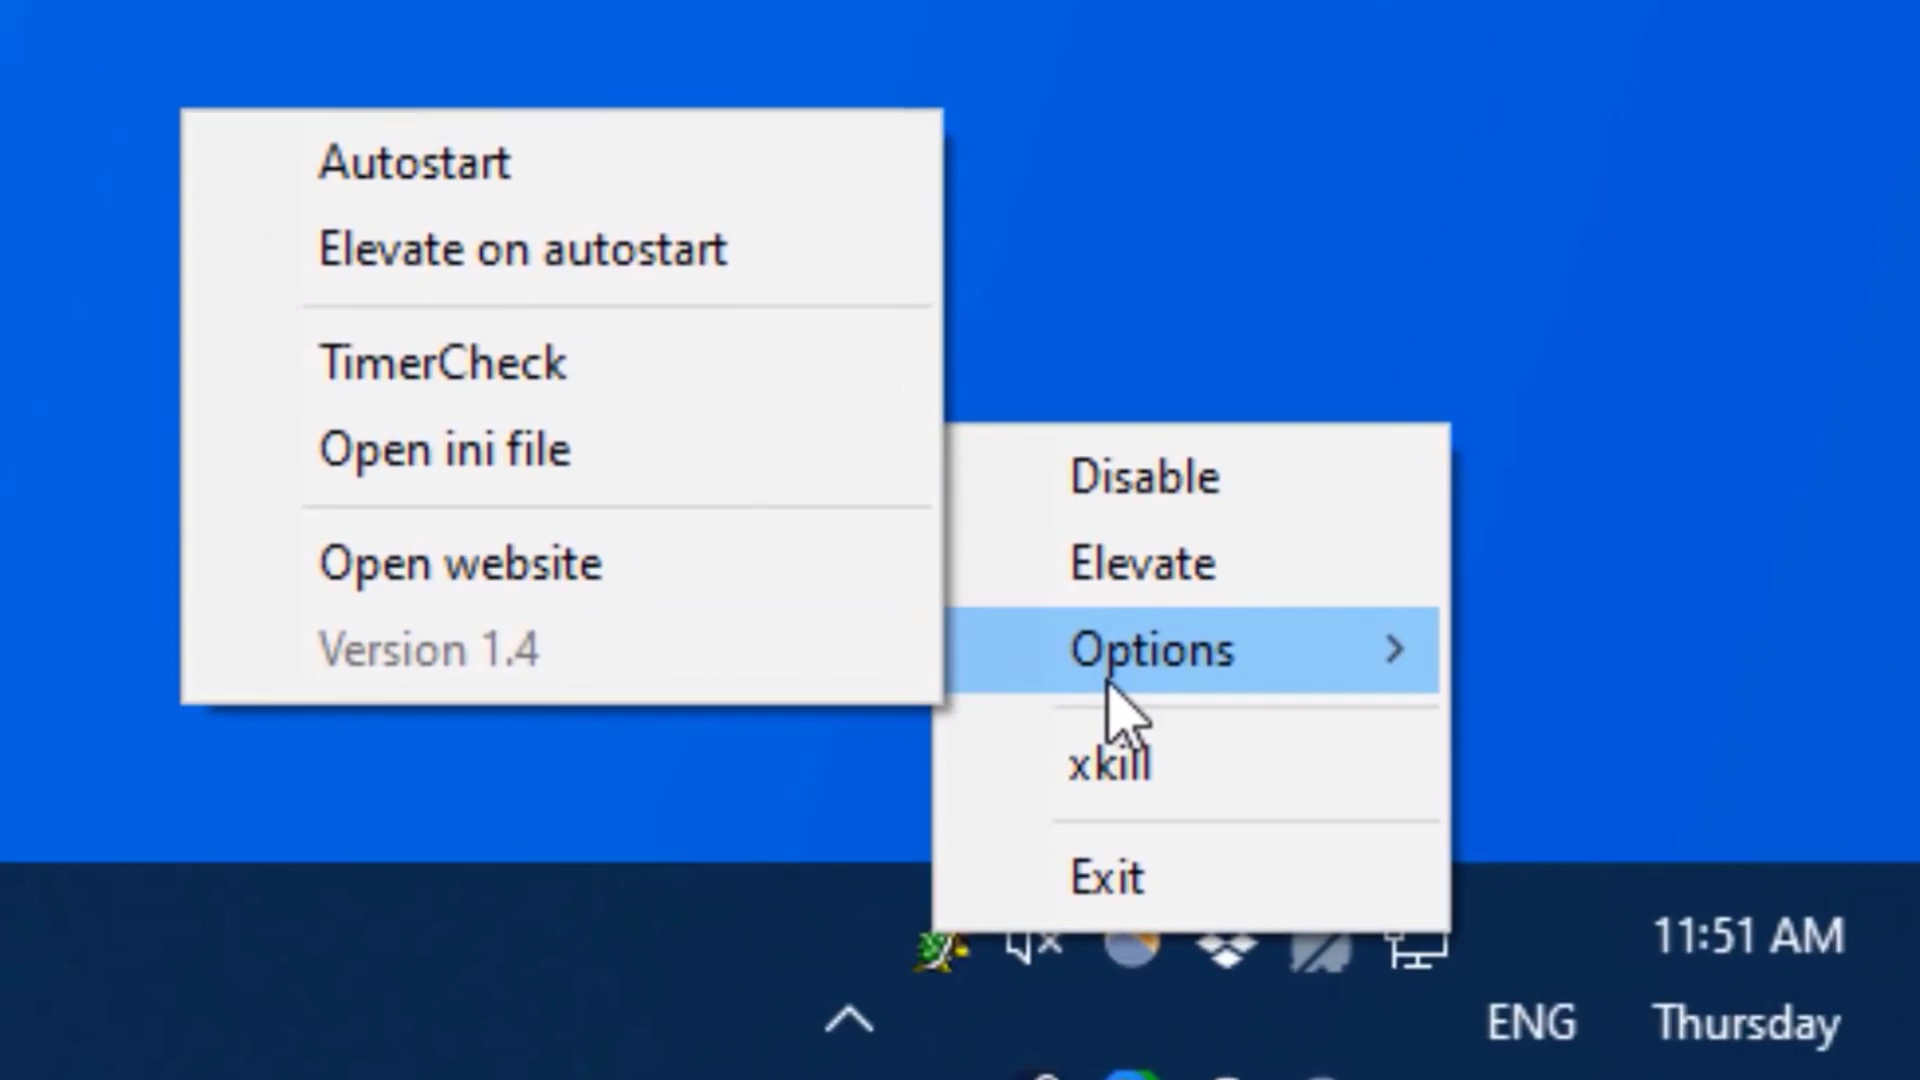 Autostart
Elevate on autostart
TimerCheck
Open ini file
Open website
Version 1.4
Disable
Elevate
Options
xkill
Exit
11:51 AM
ENG
Thursday